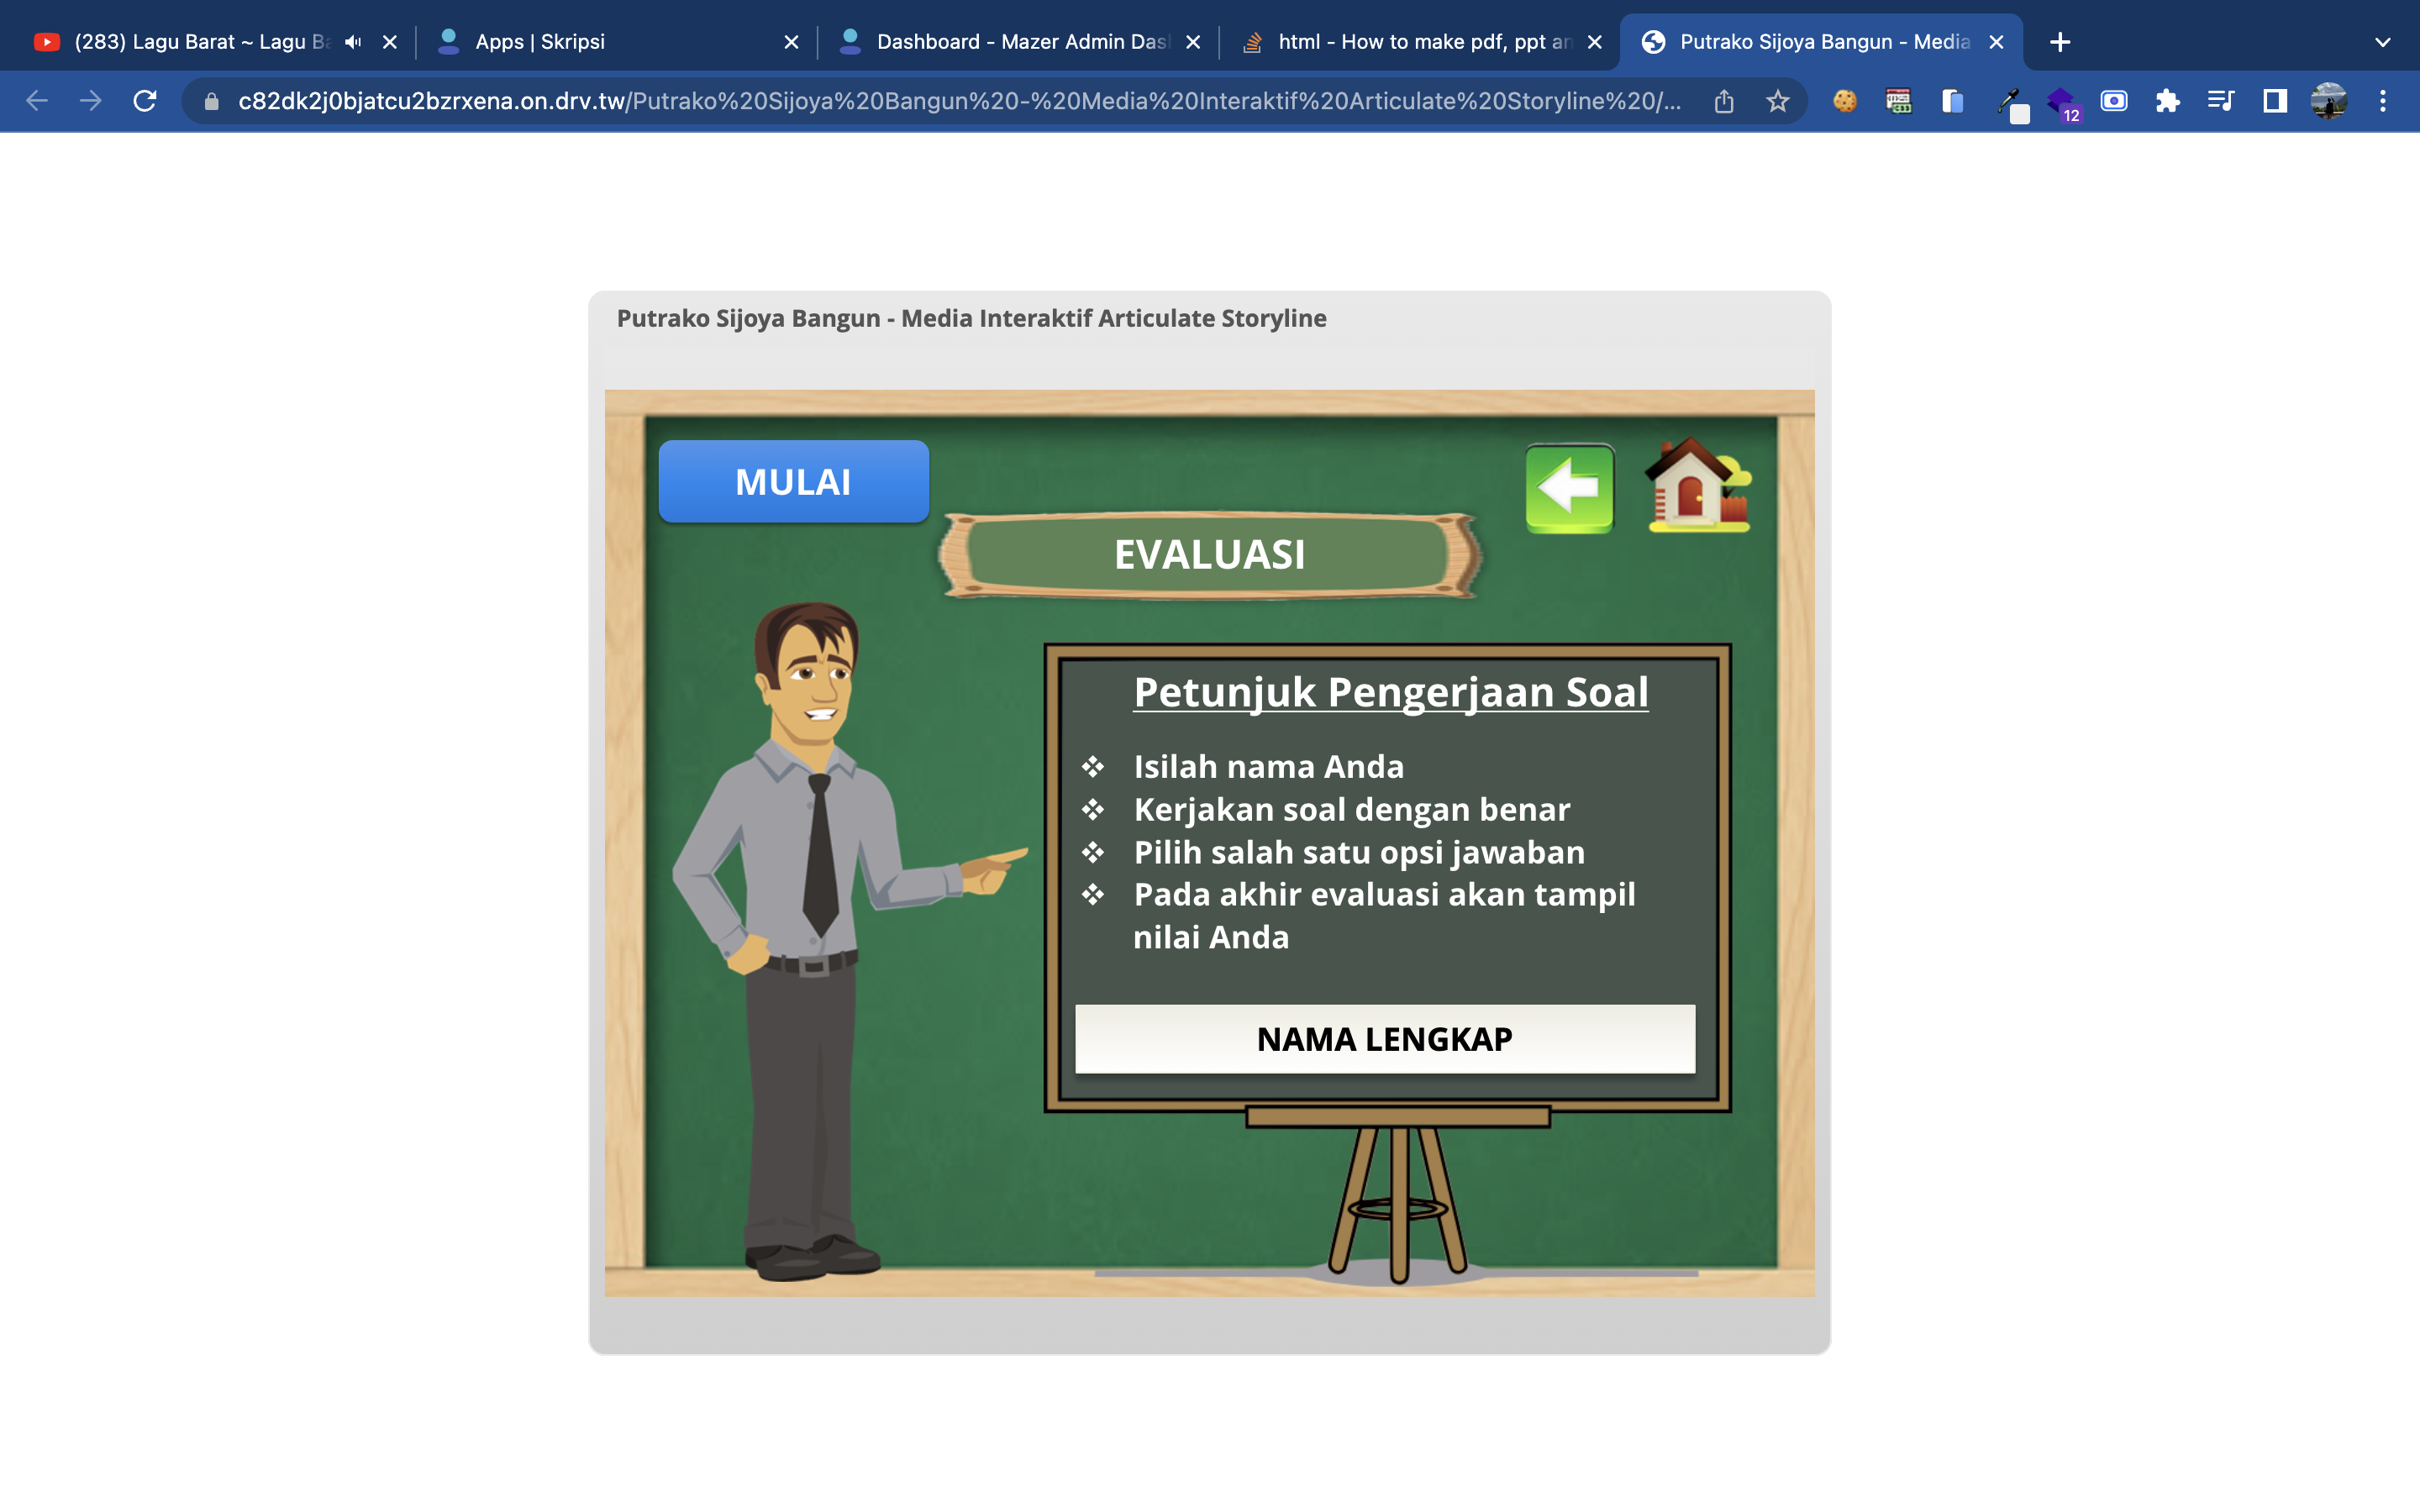 (283) Lagu Barat ~ Lagu Ba
Apps | Skripsi
Dashboard - Mazer Admin Das
html - How to make pdf, ppt an
Putrako Sijoya Bangun - Media
c82dk2j0bjatcu2bzrxena.on.drv.tw/Putrako%20Sijoya%20Bangun%20-%20Media%20Interaktif%20Articulate%20Storyline%20/...
12
Putrako Sijoya Bangun - Media Interaktif Articulate Storyline
MULAI
EVALUASI
Petunjuk Pengerjaan Soal
❖ Isilah nama Anda
❖ Kerjakan soal dengan benar
❖ Pilih salah satu opsi jawaban
❖ Pada akhir evaluasi akan tampil
nilai Anda
NAMA LENGKAP